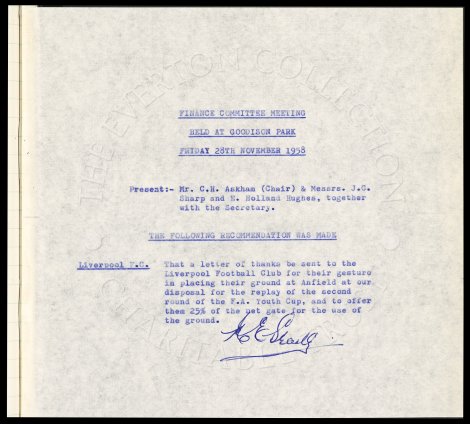 FINANCE COMMITTEE MEETING
HELD AT GOODISON PARK
FRIDAY 28TH NOVEMBER 1958
Present:- Mr. C.H. Askham (Chair) & Messrs. J.C.
Sharp and E. Holland Hughes, together
with the Secretary.
THE FOLLOWING RECOMMENDATION WAS MADE
Liverpool F.C. That a letter of thanks be sent to the
Liverpool Football Club for their gesture
in placing their ground at Anfield at our
disposal for the replay of the second
round of the F.A. Youth Cup, and to offer
them 25% of the net gate for the use of
the ground.
THE EVERTON COLLECTION